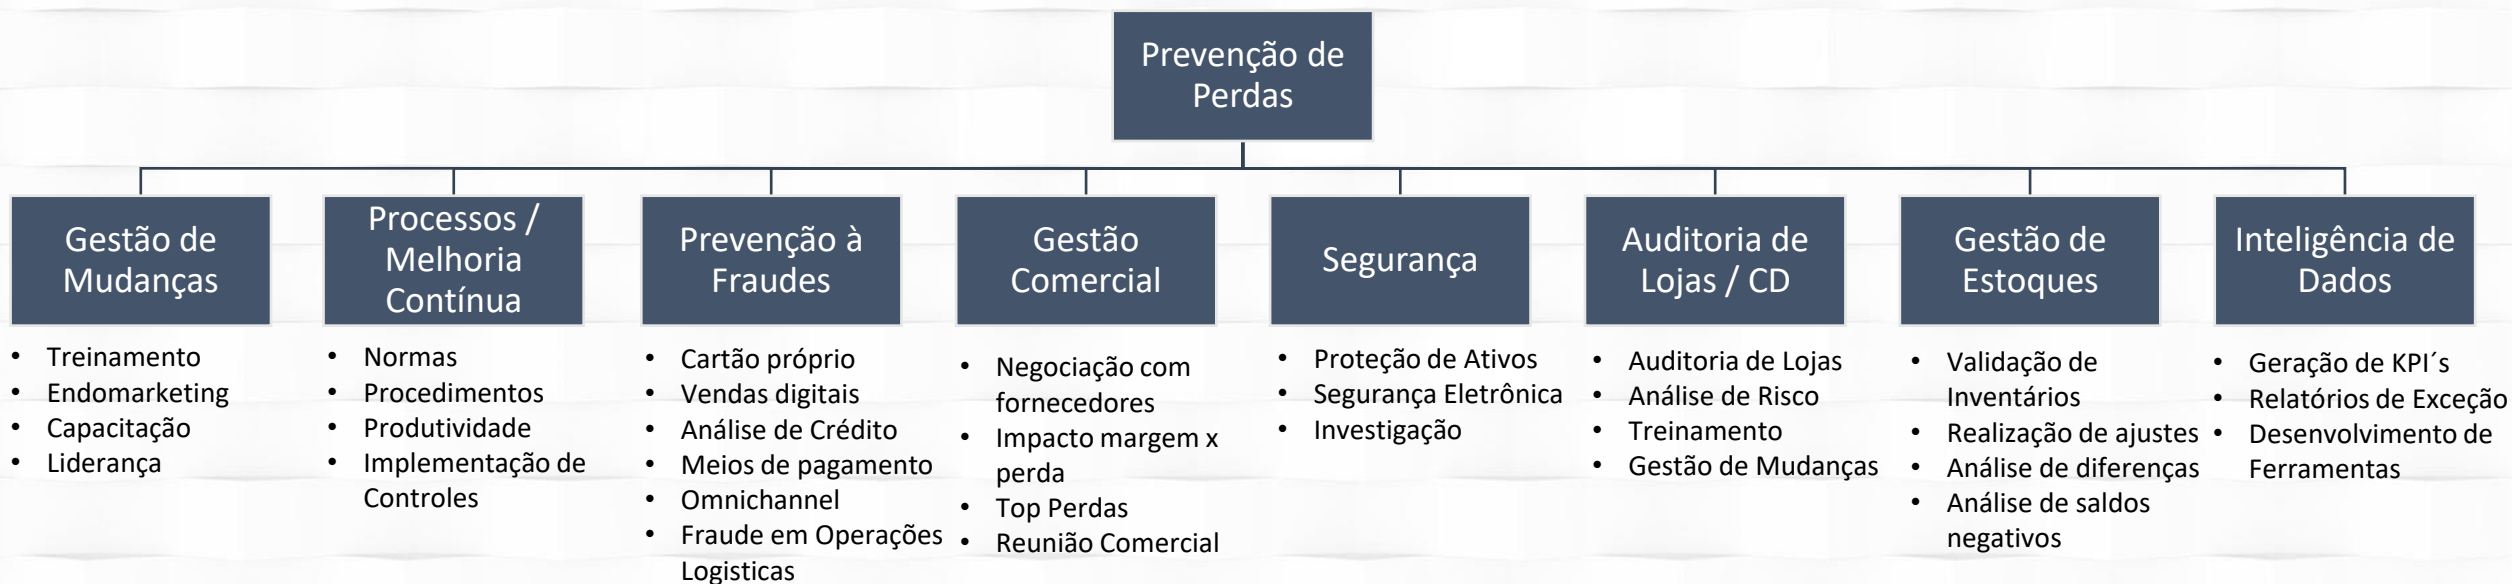 Prevenção de
Perdas
Gestão de
Mudanças
• Treinamento
• Endomarketing
• Capacitação
• Liderança
Processos /
Melhoria
Contínua
• Normas
• Procedimentos
• Produtividade
• Implementação de
Controles
Prevenção à
Fraudes
• Cartão próprio
• Vendas digitais
• Análise de Crédito
• Meios de pagamento
• Omnichannel
• Fraude em Operações
Logisticas
Gestão
Comercial
• Negociação com
fornecedores
• Impacto margem x
perda
• Top Perdas
• Reunião Comercial
Segurança
• Proteção de Ativos
• Segurança Eletrônica
• Investigação
Auditoria de
Lojas / CD
• Auditoria de Lojas
• Análise de Risco
• Treinamento
• Gestão de Mudanças
Gestão de
Estoques
• Validação de
Inventários
• Realização de ajustes
• Análise de diferenças
• Análise de saldos
negativos
Inteligência de
Dados
• Geração de KPI´s
• Relatórios de Exceção
• Desenvolvimento de
Ferramentas